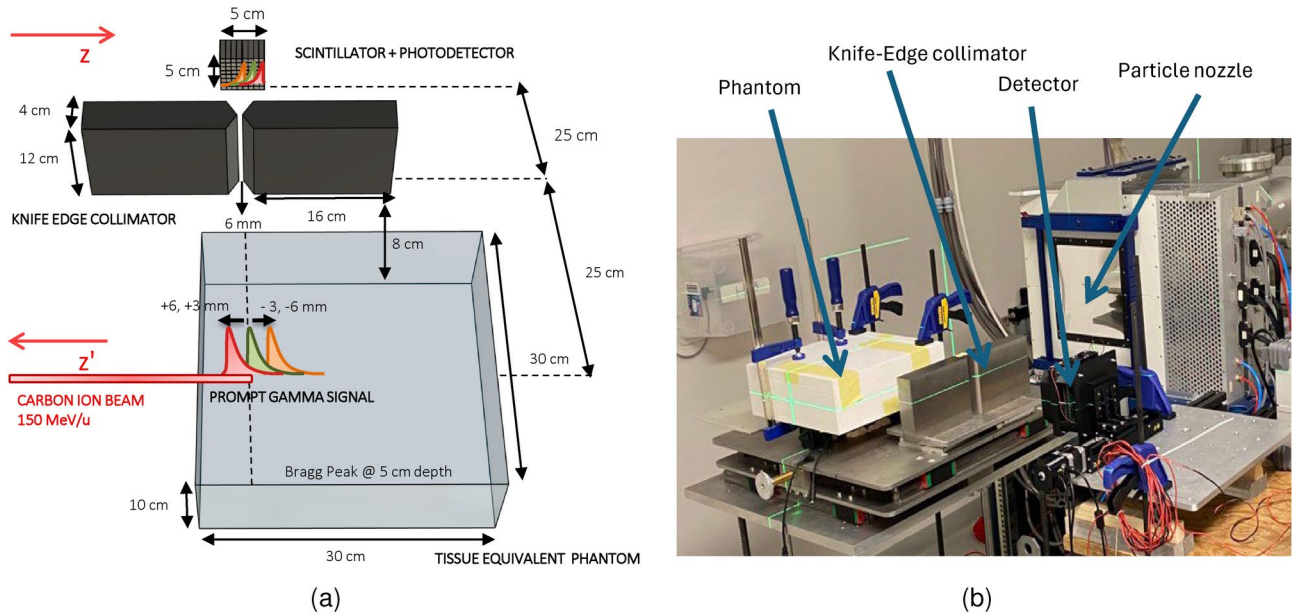 5 cm
Z
SCINTILLATOR + PHOTODETECTOR
5 cm
4 cm
12 cm
25 cm
KNIFE EDGE COLLIMATOR
6 mm
16 cm
8 cm
25 cm
+6, +3 mm
- 3, -6 mm
30 cm
Z'
CARBON ION BEAM
150 MeV/u
PROMPT GAMMA SIGNAL
Bragg Peak @ 5 cm depth
10 cm
30 cm
TISSUE EQUIVALENT PHANTOM
(a)
Knife-Edge collimator
Phantom
Detector
Particle nozzle
(b)